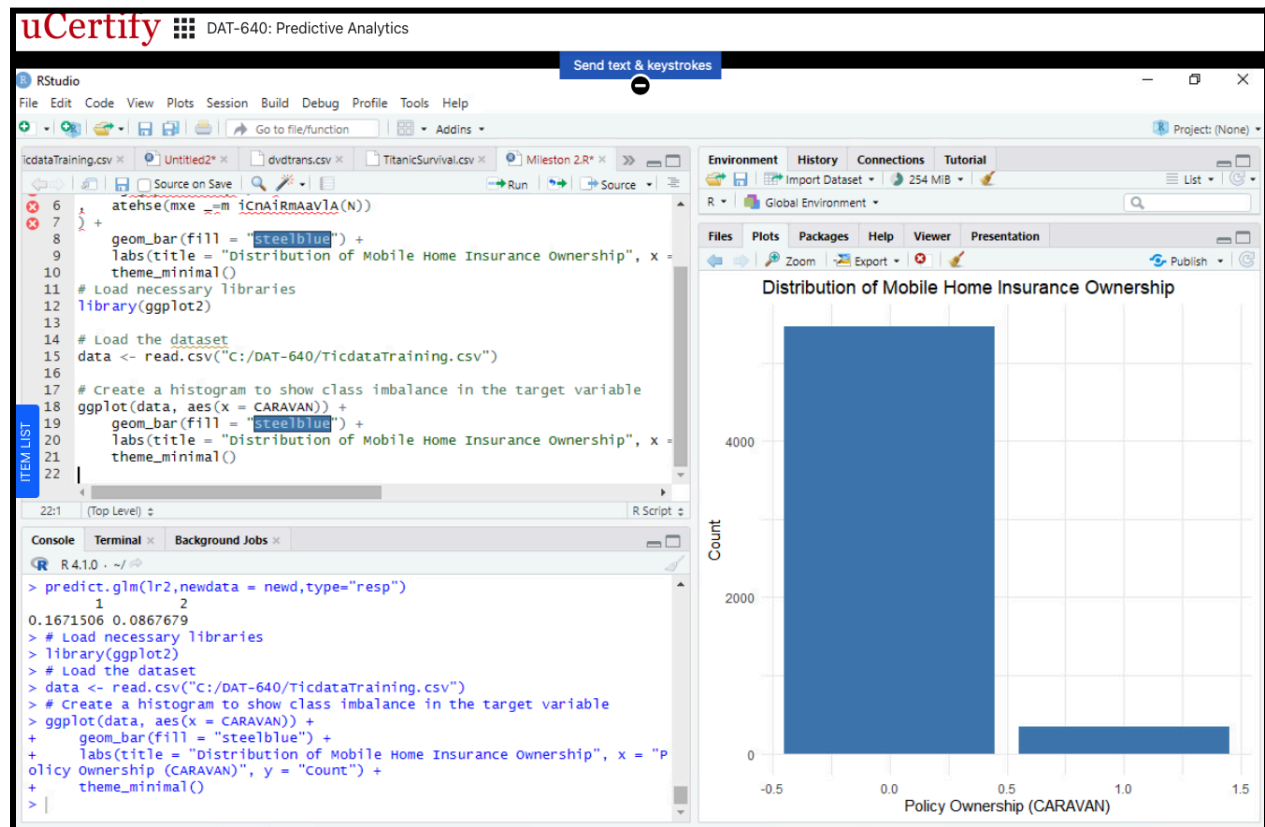 uCertify DAT-640: Predictive Analytics
Send text & keystrokes
RStudio
File Edit Code View Plots Session Build Debug Profile Tools Help
Go to file/function Addins Project: (None)
icdataTraining.csv Untitled2* dvdtrans.csv TitanicSurvival.csv Mileston 2.R*
Source on Save Run Source
6 , atehse(mxe _=m iCnAiRmAaVlA(N))
7 ) +
8 geom_bar(fill = "steelblue") +
9 labs(title = "Distribution of Mobile Home Insurance Ownership", x =
10 theme_minimal()
11 # Load necessary libraries
12 library(ggplot2)
13
14 # Load the dataset
15 data <- read.csv("C:/DAT-640/TicdataTraining.csv")
16
17 # Create a histogram to show class imbalance in the target variable
18 ggplot(data, aes(x = CARAVAN)) +
19 geom_bar(fill = "steelblue") +
20 labs(title = "Distribution of Mobile Home Insurance Ownership", x =
21 theme_minimal()
22
ITEM LIST
22:1 (Top Level) R Script
Console Terminal Background Jobs
R 4.1.0 · ~/
> predict.glm(lr2,newdata = newd,type="resp")
1 2
0.1671506 0.0867679
> # Load necessary libraries
> library(ggplot2)
> # Load the dataset
> data <- read.csv("C:/DAT-640/TicdataTraining.csv")
> # Create a histogram to show class imbalance in the target variable
> ggplot(data, aes(x = CARAVAN)) +
+ geom_bar(fill = "steelblue") +
+ labs(title = "Distribution of Mobile Home Insurance Ownership", x = "P
olicy Ownership (CARAVAN)", y = "Count") +
+ theme_minimal()
>
Environment History Connections Tutorial
Import Dataset 254 MiB List
R Global Environment
Files Plots Packages Help Viewer Presentation
Zoom Export Publish
Distribution of Mobile Home Insurance Ownership
4000
2000
0
Count
-0.5 0.0 0.5 1.0 1.5
Policy Ownership (CARAVAN)